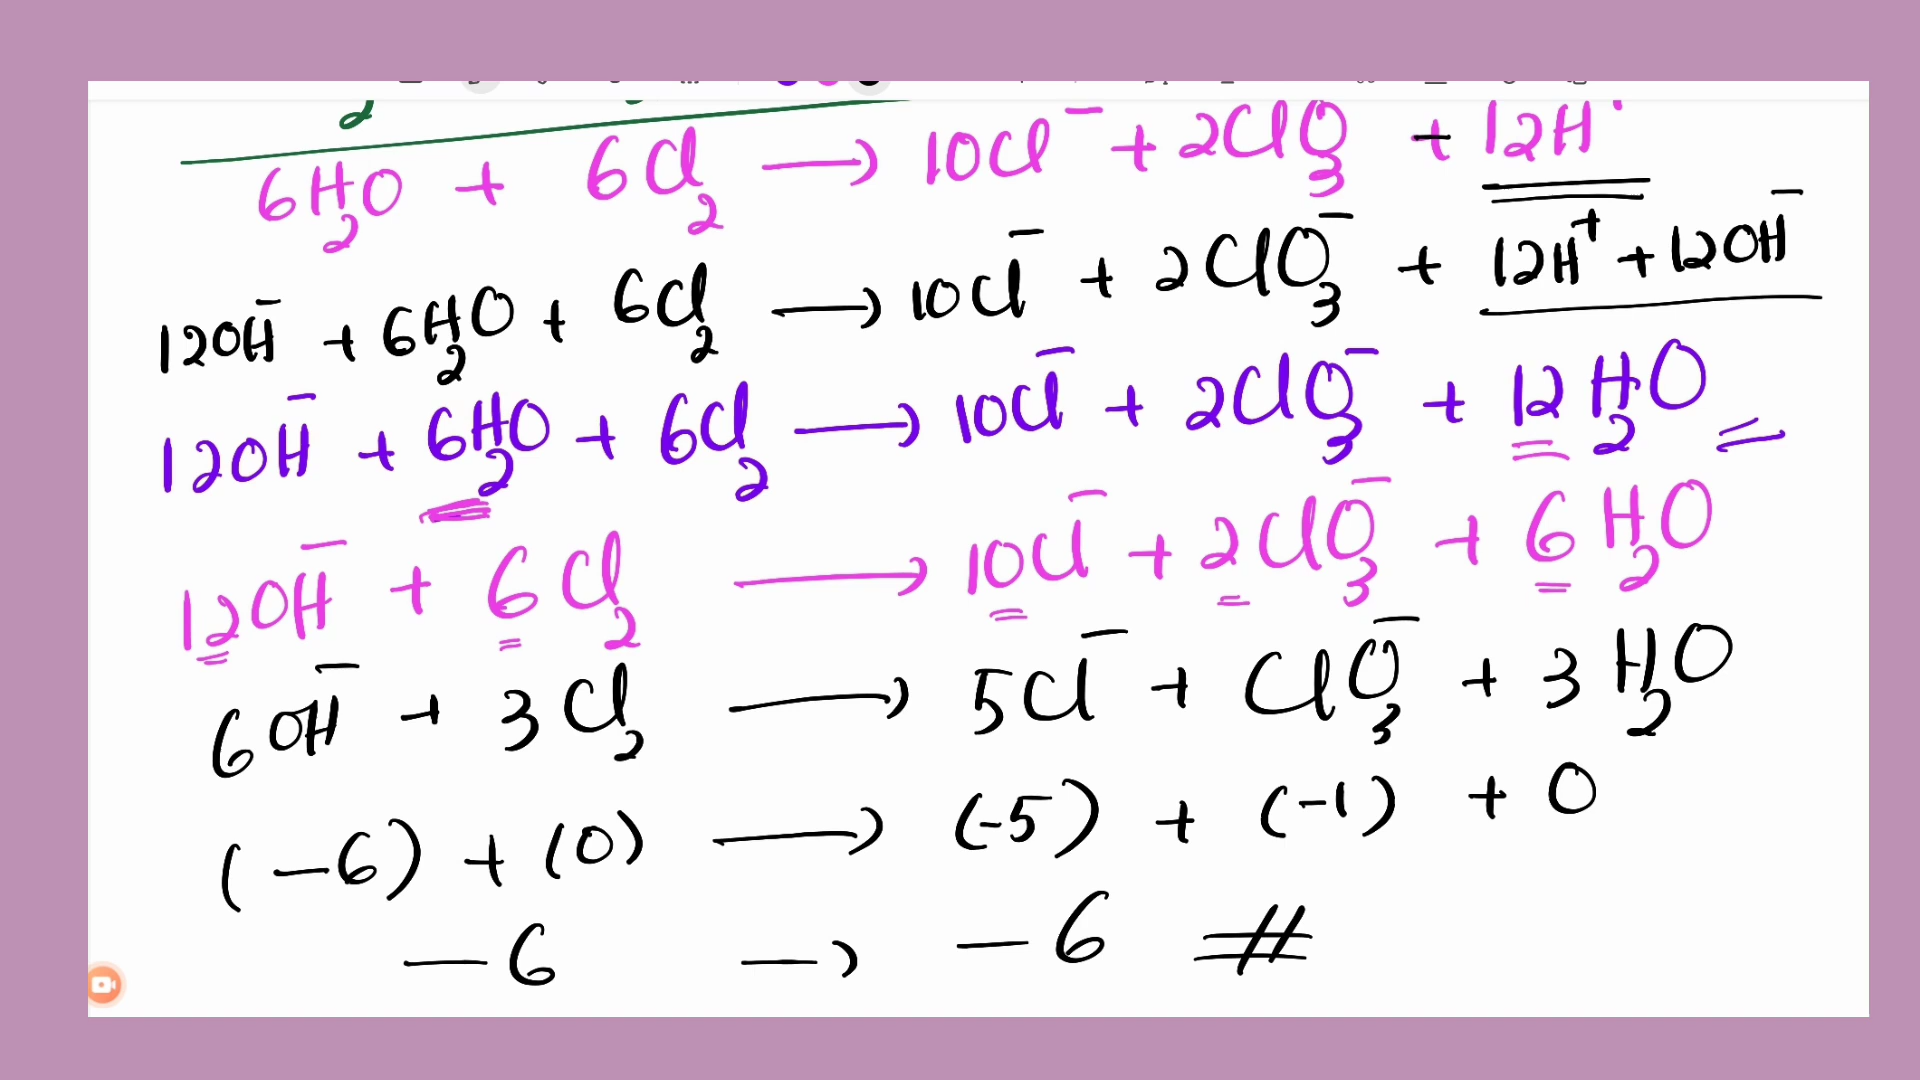 6H₂O + 6Cl₂ ⟶ 10Cl⁻ + 2ClO₃ + 12H⁺
12OH⁻ + 6H₂O + 6Cl₂ ⟶ 10Cl⁻ + 2ClO₃⁻ + 12H⁺ + 12OH⁻
12OH⁻ + 6H₂O + 6Cl₂ ⟶ 10Cl⁻ + 2ClO₃⁻ + 12H₂O
12OH⁻ + 6Cl₂ ⟶ 10Cl⁻ + 2ClO₃⁻ + 6H₂O
6OH⁻ + 3Cl₂ ⟶ 5Cl⁻ + ClO₃⁻ + 3H₂O
(-6) + (0) ⟶ (-5) + (-1) + 0
-6 → -6